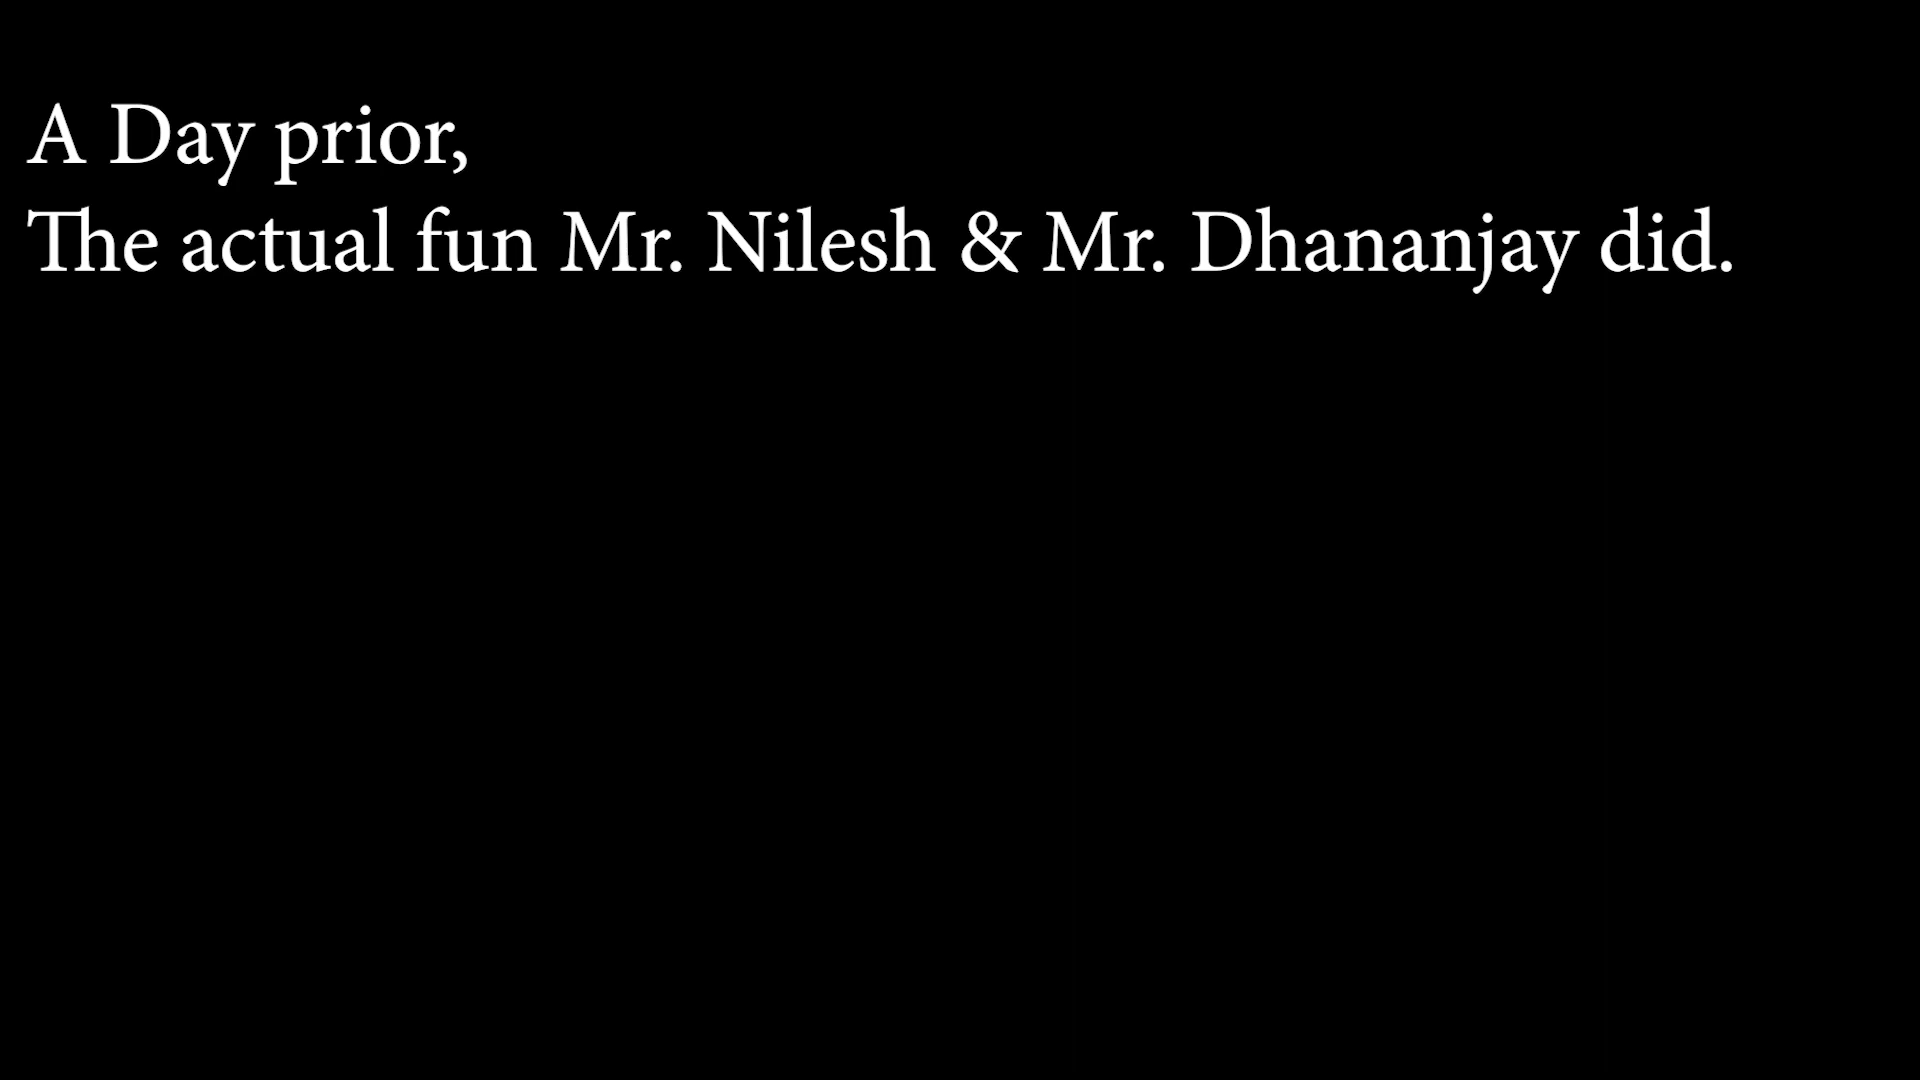 A Day prior,
The actual fun Mr. Nilesh & Mr. Dhananjay did.